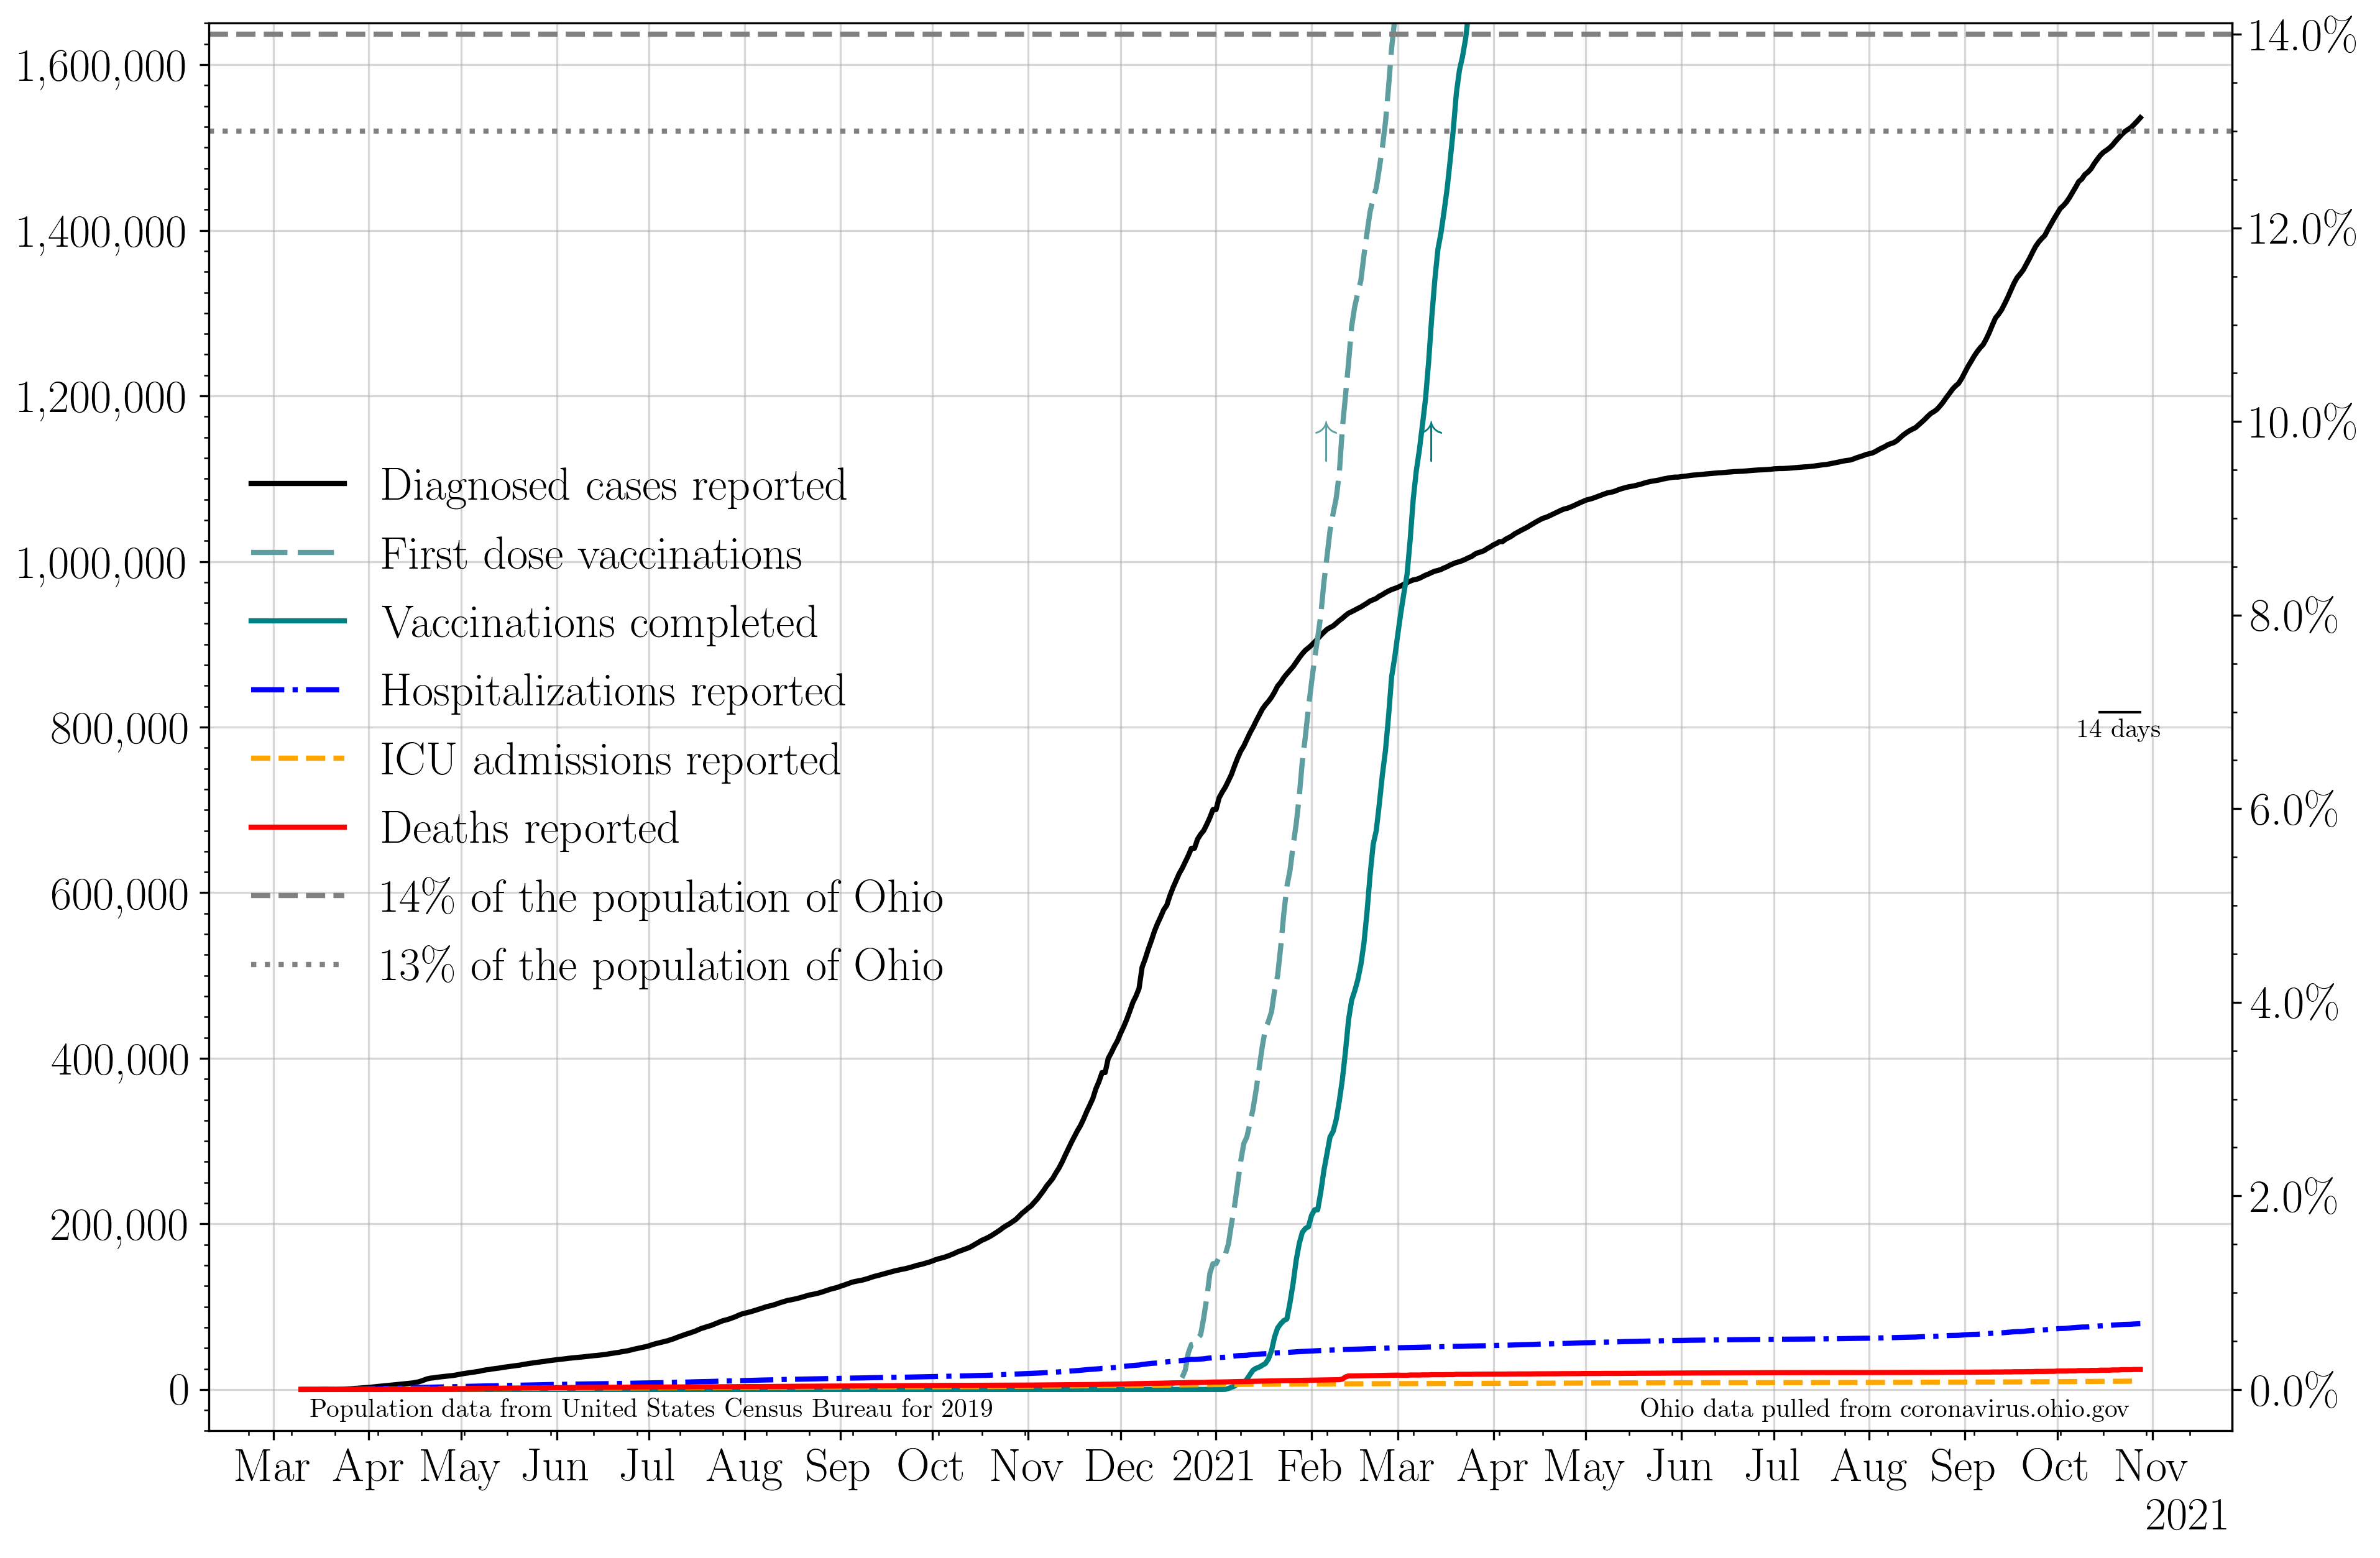 1,600,000
1,400,000
1,200,000
1,000,000
800,000
600,000
400,000
200,000
0
14.0%
12.0%
10.0%
8.0%
6.0%
4.0%
2.0%
0.0%
↑ ↑
Diagnosed cases reported
First dose vaccinations
Vaccinations completed
Hospitalizations reported
ICU admissions reported
Deaths reported
14% of the population of Ohio
13% of the population of Ohio
14 days
Population data from United States Census Bureau for 2019
Ohio data pulled from coronavirus.ohio.gov
Mar Apr May Jun Jul Aug Sep Oct Nov Dec 2021 Feb Mar Apr May Jun Jul Aug Sep Oct Nov
2021